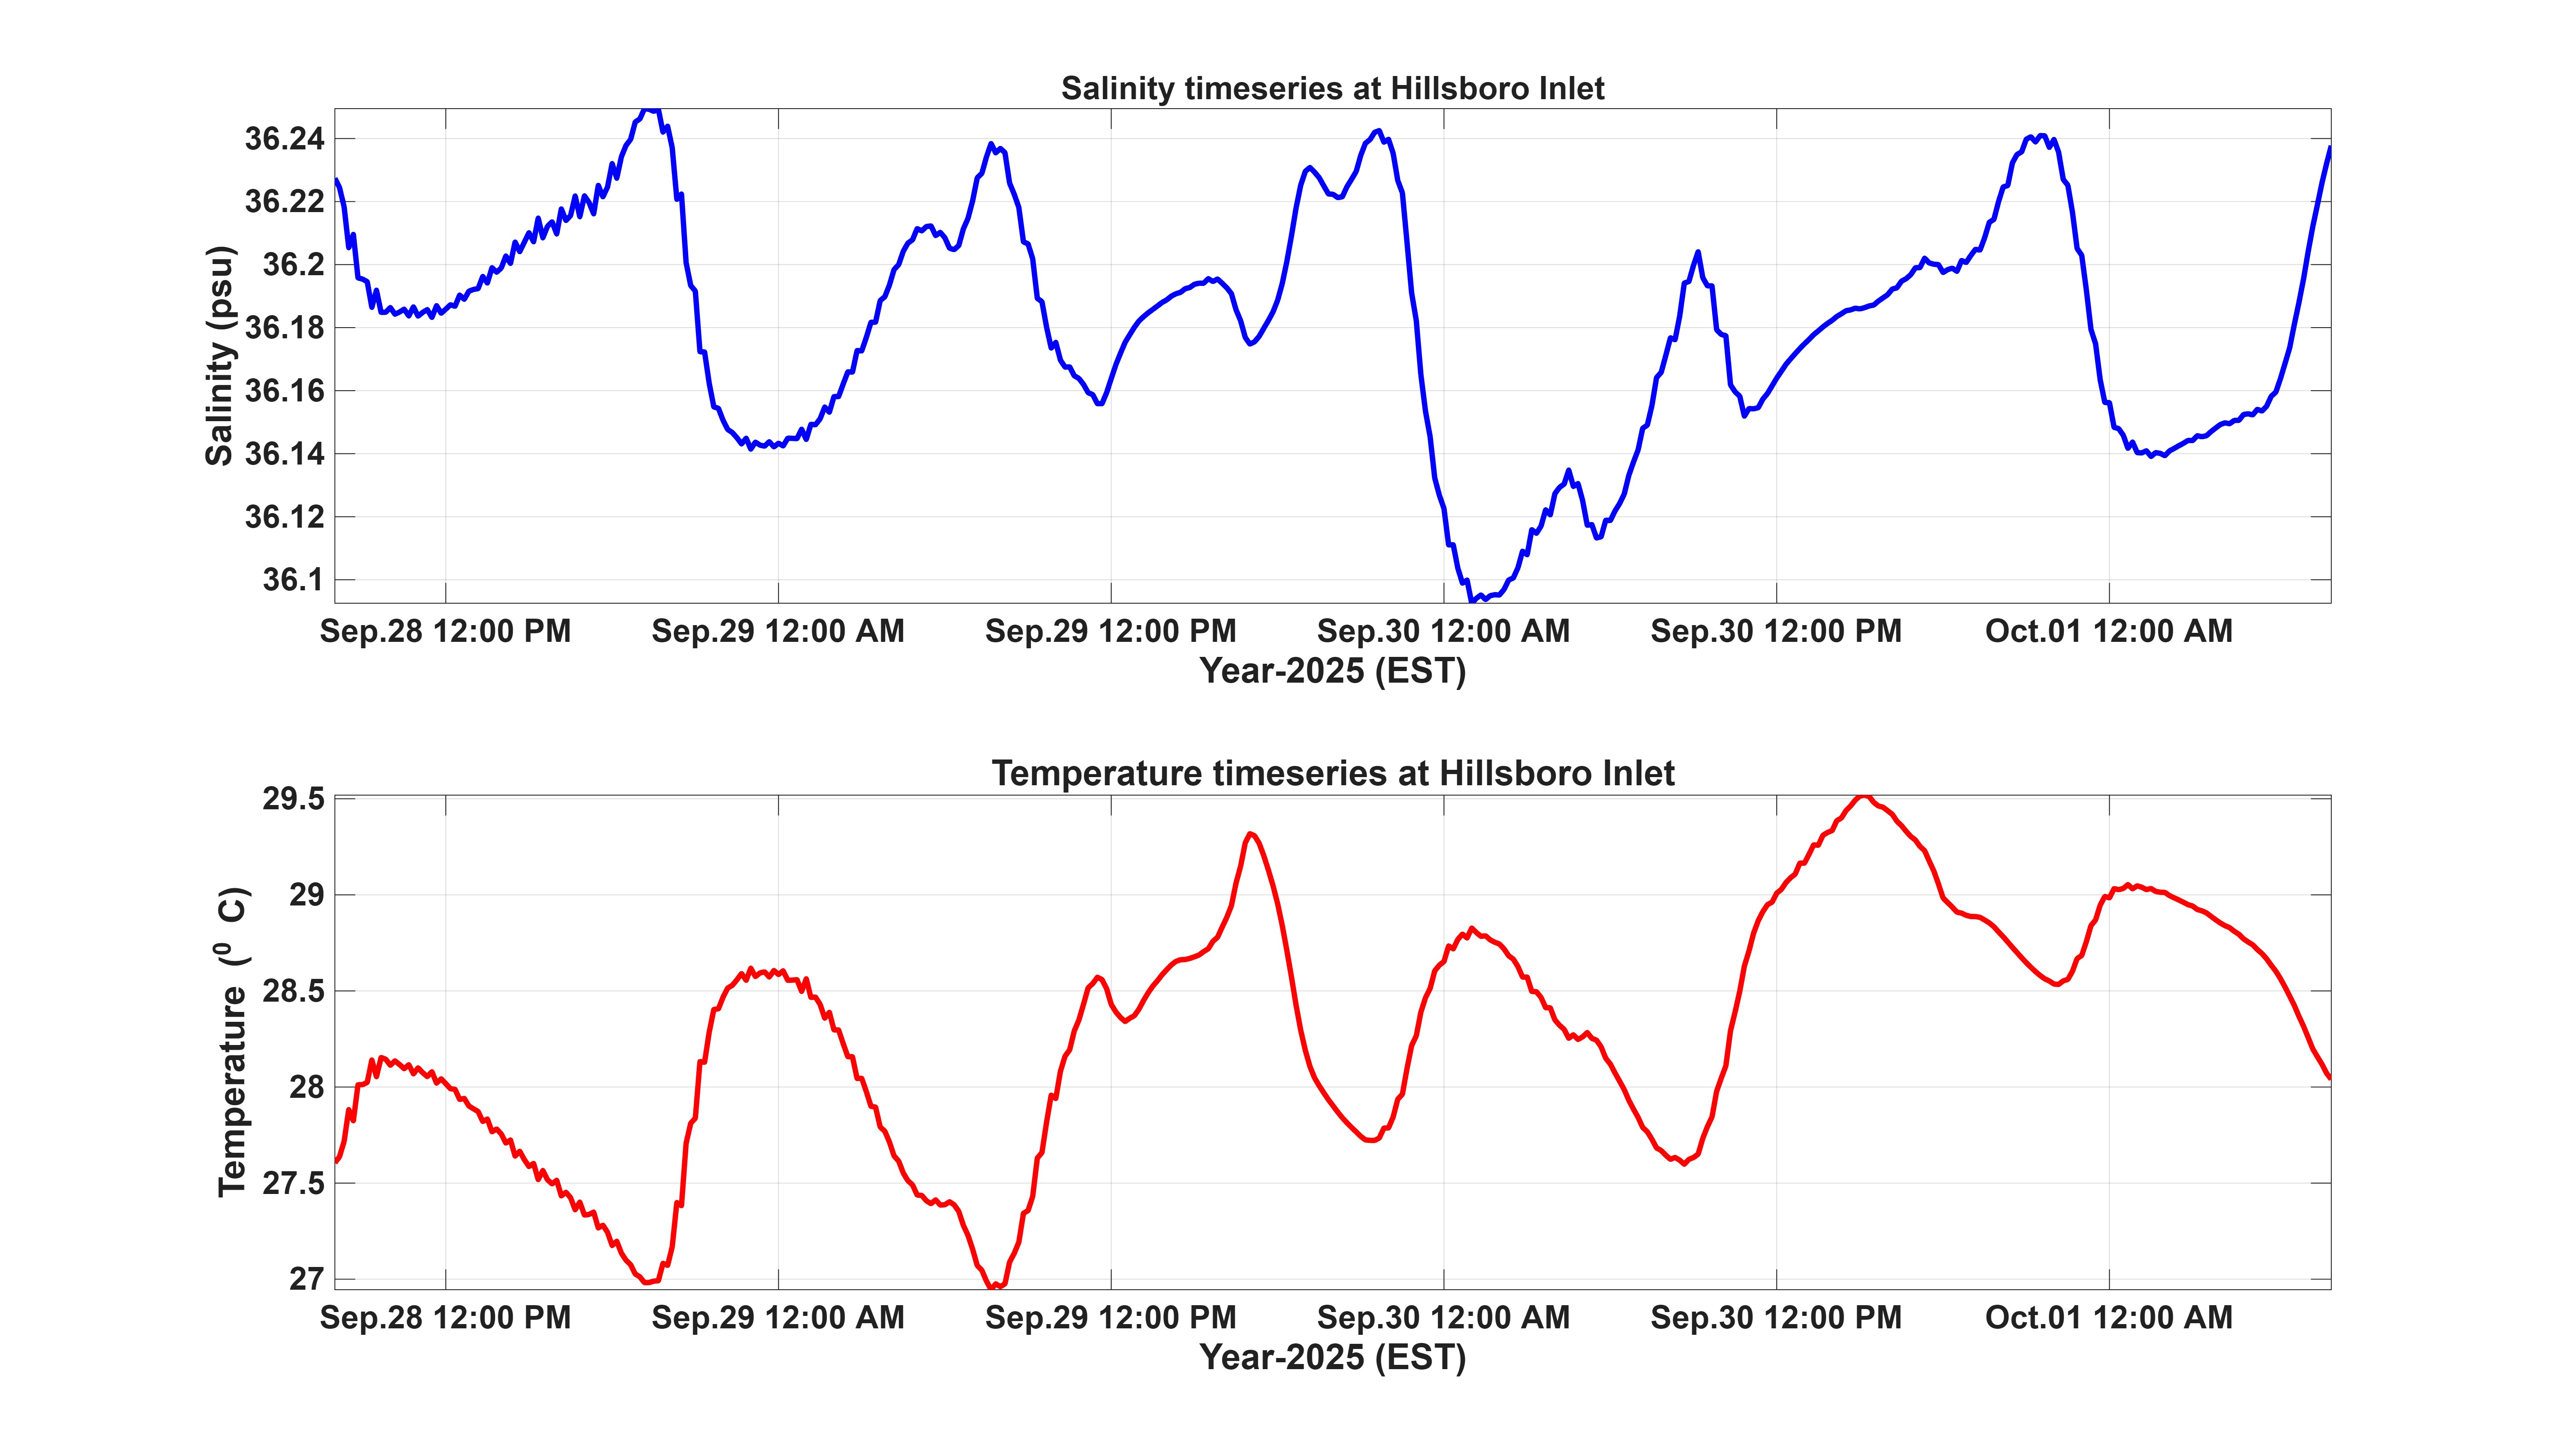 Salinity timeseries at Hillsboro Inlet
36.24
36.22
36.2
36.18
36.16
36.14
36.12
36.1
Salinity (psu)
Sep.28 12:00 PM Sep.29 12:00 AM Sep.29 12:00 PM Sep.30 12:00 AM Sep.30 12:00 PM Oct.01 12:00 AM
Year-2025 (EST)
Temperature timeseries at Hillsboro Inlet
29.5
29
28.5
28
27.5
27
Temperature (⁰ C)
Sep.28 12:00 PM Sep.29 12:00 AM Sep.29 12:00 PM Sep.30 12:00 AM Sep.30 12:00 PM Oct.01 12:00 AM
Year-2025 (EST)